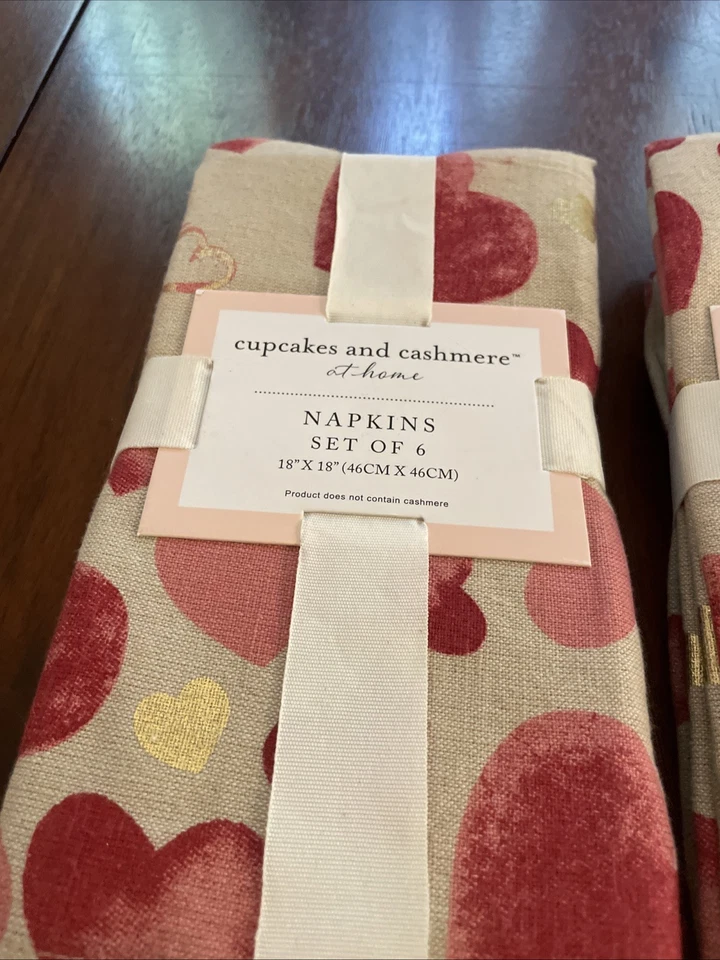 cupcakes and cashmere™
at home
NAPKINS
SET OF 6
18" X 18" (46CM X 46CM)
Product does not contain cashmere